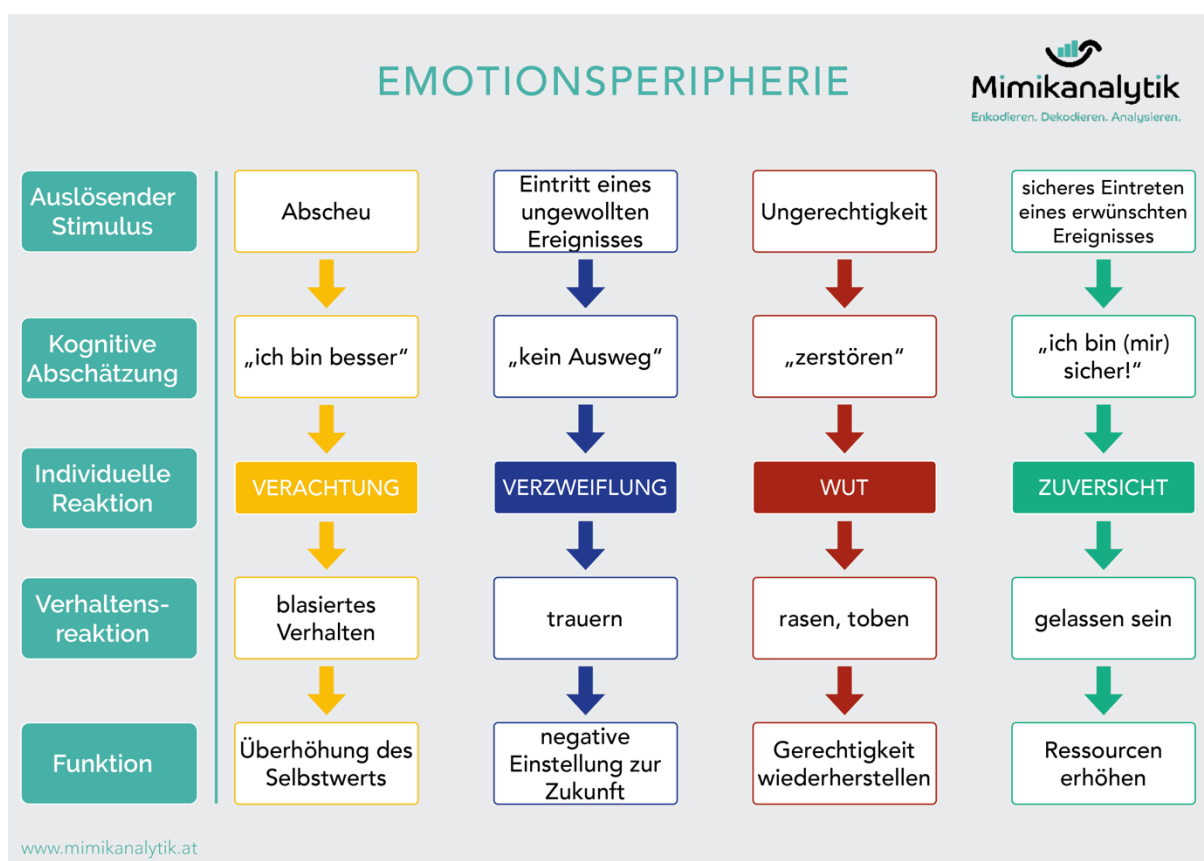 EMOTIONSPERIPHERIE
Mimikanalytik
Enkodieren. Dekodieren. Analysieren.
Auslösender
Stimulus
Abscheu
Eintritt eines
ungewollten
Ereignisses
Ungerechtigkeit
sicheres Eintreten
eines erwünschten
Ereignisses
Kognitive
Abschätzung
„ich bin besser“
„kein Ausweg“
„zerstören“
„ich bin (mir)
sicher!“
Individuelle
Reaktion
VERACHTUNG
VERZWEIFLUNG
WUT
ZUVERSICHT
Verhaltens-
reaktion
blasiertes
Verhalten
trauern
rasen, toben
gelassen sein
Funktion
Überhöhung des
Selbstwerts
negative
Einstellung zur
Zukunft
Gerechtigkeit
wiederherstellen
Ressourcen
erhöhen
www.mimikanalytik.at